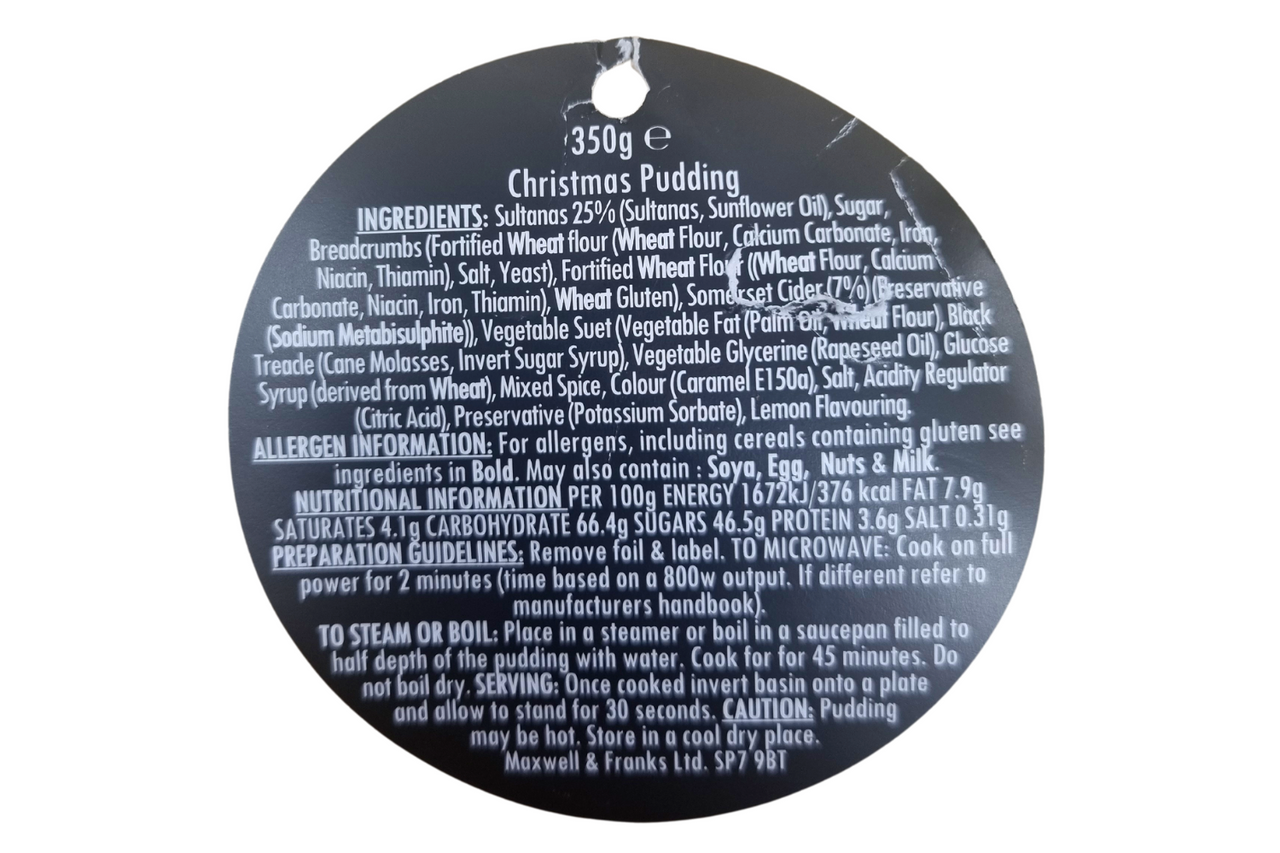 350g ℮
Christmas Pudding
INGREDIENTS: Sultanas 25% (Sultanas, Sunflower Oil), Sugar,
Breadcrumbs (Fortified Wheat flour (Wheat Flour, Calcium Carbonate, Iron,
Niacin, Thiamin), Salt, Yeast), Fortified Wheat Flour ((Wheat Flour, Calcium
Carbonate, Niacin, Iron, Thiamin), Wheat Gluten), Somerset Cider (7%) (Preservative
(Sodium Metabisulphite)), Vegetable Suet (Vegetable Fat (Palm Oil, Wheat Flour), Black
Treacle (Cane Molasses, Invert Sugar Syrup), Vegetable Glycerine (Rapeseed Oil), Glucose
Syrup (derived from Wheat), Mixed Spice, Colour (Caramel E150a), Salt, Acidity Regulator
(Citric Acid), Preservative (Potassium Sorbate), Lemon Flavouring.
ALLERGEN INFORMATION: For allergens, including cereals containing gluten see
ingredients in Bold. May also contain : Soya, Egg, Nuts & Milk.
NUTRITIONAL INFORMATION PER 100g ENERGY 1672kJ/376 kcal FAT 7.9g
SATURATES 4.1g CARBOHYDRATE 66.4g SUGARS 46.5g PROTEIN 3.6g SALT 0.31g
PREPARATION GUIDELINES: Remove foil & label. TO MICROWAVE: Cook on full
power for 2 minutes (time based on a 800w output. If different refer to
manufacturers handbook).
TO STEAM OR BOIL: Place in a steamer or boil in a saucepan filled to
half depth of the pudding with water. Cook for for 45 minutes. Do
not boil dry. SERVING: Once cooked invert basin onto a plate
and allow to stand for 30 seconds. CAUTION: Pudding
may be hot. Store in a cool dry place.
Maxwell & Franks Ltd. SP7 9BT